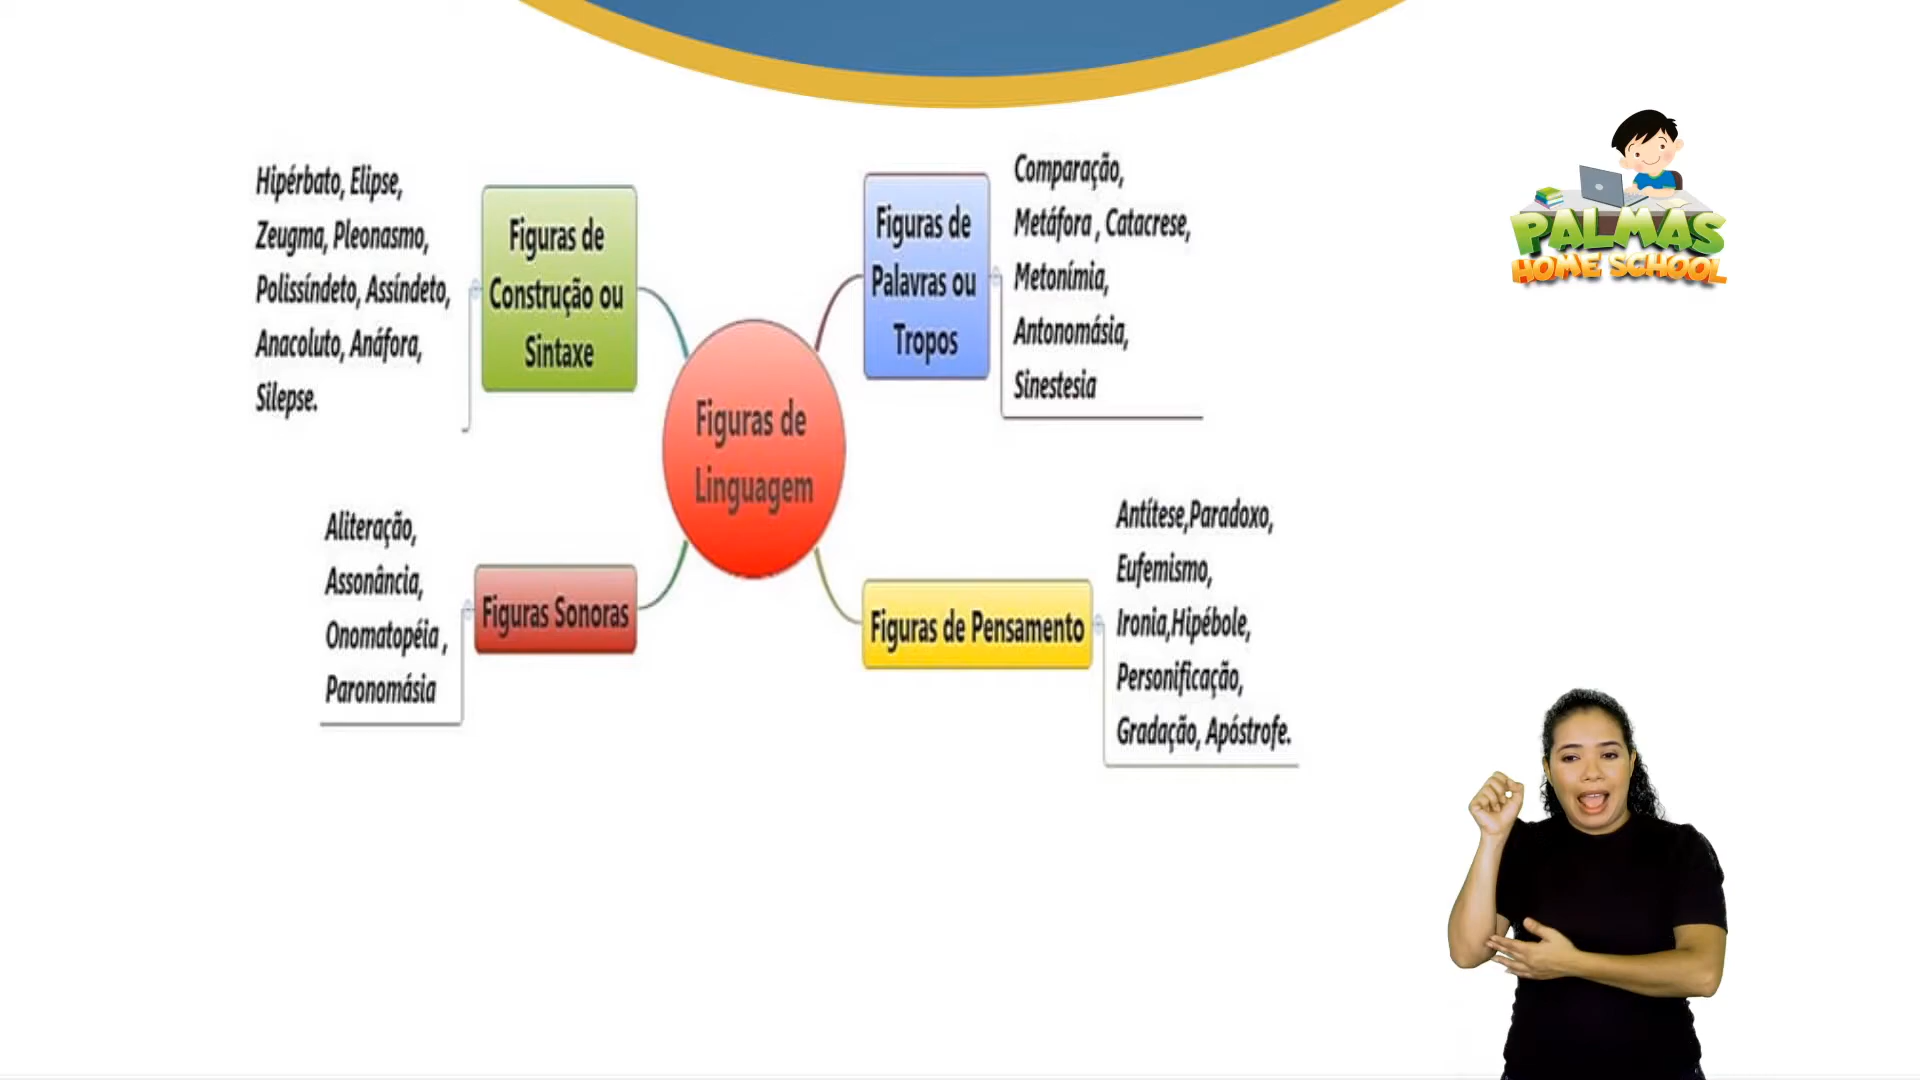 Hipérbato, Elipse,
Zeugma, Pleonasmo,
Polissíndeto, Assíndeto,
Anacoluto, Anáfora,
Silepse.
Figuras de
Construção ou
Sintaxe
Figuras de
Palavras ou
Tropos
Comparação,
Metáfora , Catacrese,
Metonímia,
Antonomásia,
Sinestesia
PALMAS
HOME SCHOOL
Figuras de
Linguagem
Aliteração,
Assonância,
Onomatopéia ,
Paronomásia
Figuras Sonoras
Figuras de Pensamento
Antítese,Paradoxo,
Eufemismo,
Ironia,Hipébole,
Personificação,
Gradação, Apóstrofe.